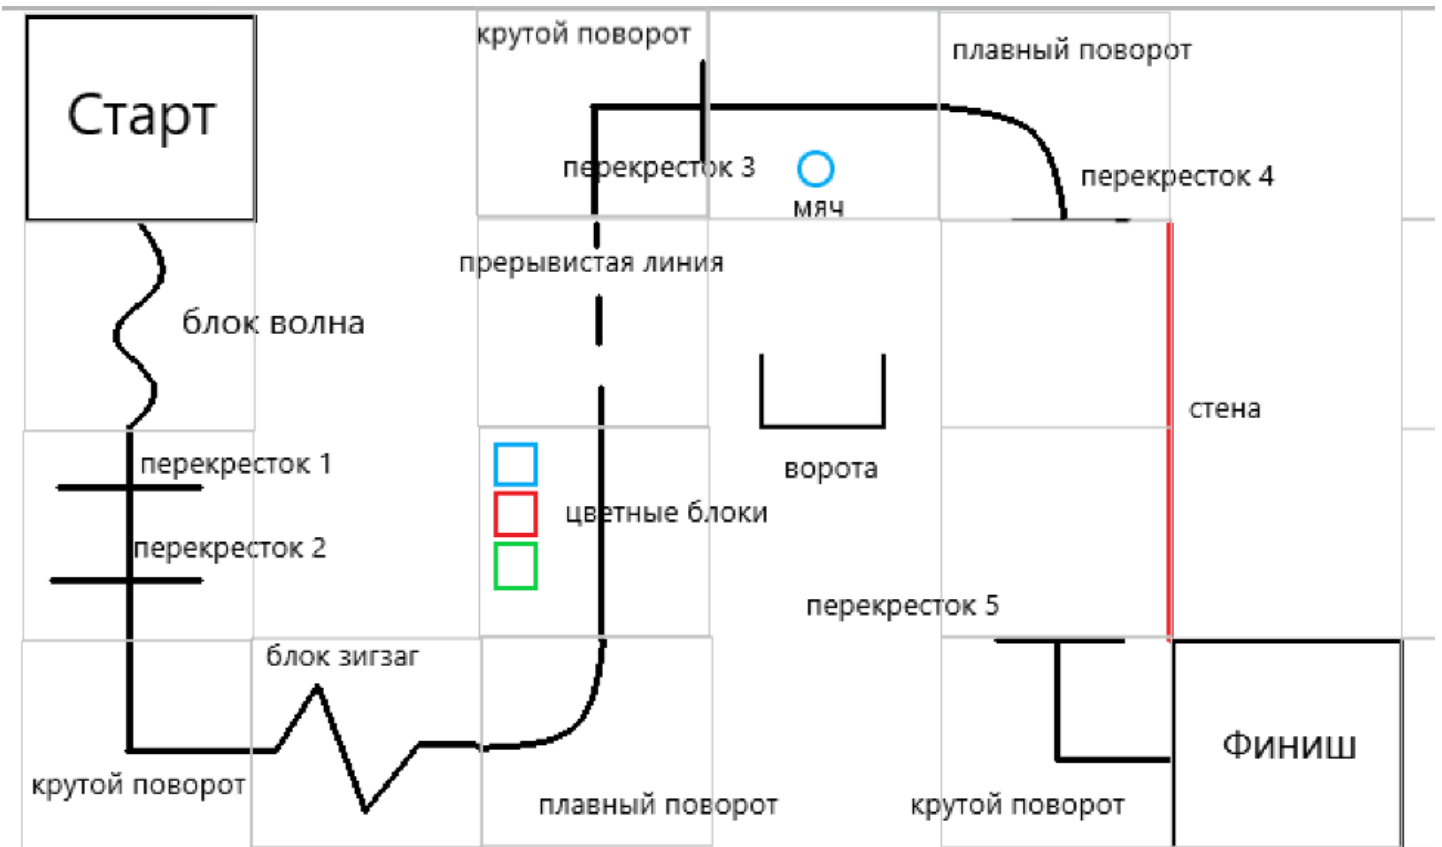 крутой поворот
плавный поворот
Старт
перекресток 3
перекресток 4
мяч
прерывистая линия
блок волна
стена
перекресток 1
ворота
цветные блоки
перекресток 2
перекресток 5
блок зигзаг
Финиш
крутой поворот
плавный поворот
крутой поворот